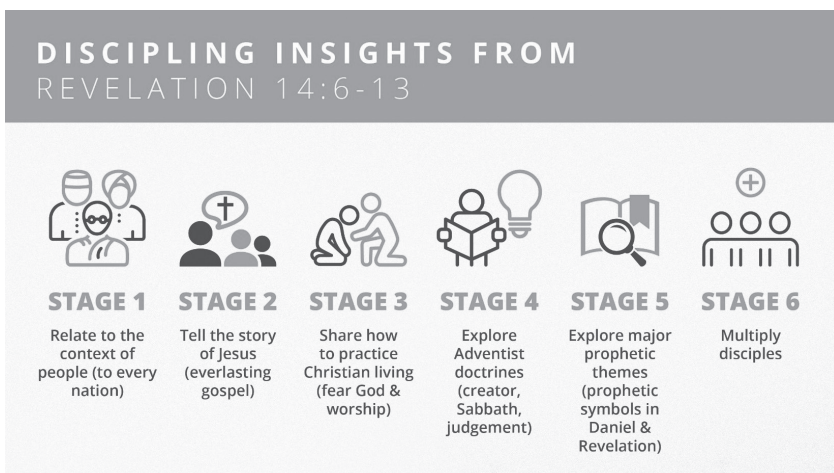 DISCIPLING INSIGHTS FROM
REVELATION 14:6-13
STAGE 1
Relate to the
context of
people (to every
nation)
STAGE 2
Tell the story
of Jesus
(everlasting
gospel)
STAGE 3
Share how
to practice
Christian living
(fear God &
worship)
STAGE 4
Explore
Adventist
doctrines
(creator,
Sabbath,
judgement)
STAGE 5
Explore major
prophetic
themes
(prophetic
symbols in
Daniel &
Revelation)
STAGE 6
Multiply
disciples